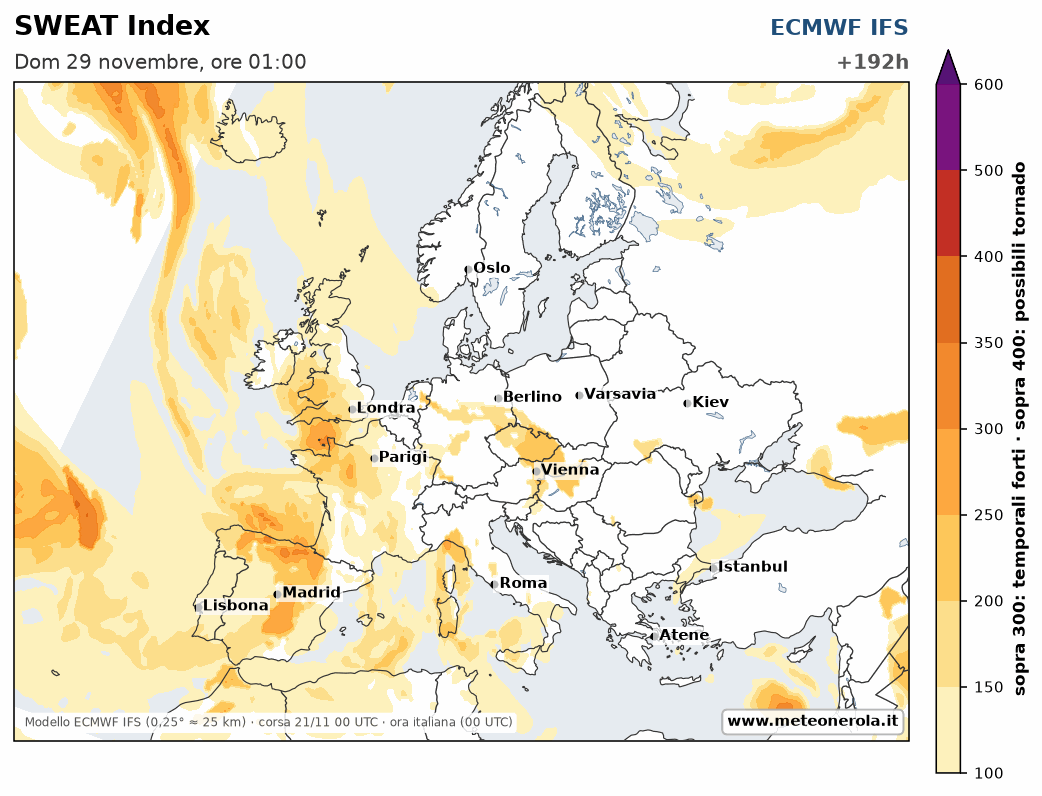 SWEAT Index
ECMWF IFS
Dom 29 novembre, ore 01:00
+192h
600
500
400
350
300
250
200
150
100
sopra 300: temporali forti · sopra 400: possibili tornado
Oslo
Berlino
Varsavia
Kiev
Londra
Parigi
Vienna
Istanbul
Roma
Madrid
Lisbona
Atene
Modello ECMWF IFS (0,25° ≈ 25 km) · corsa 21/11 00 UTC · ora italiana (00 UTC)
www.meteonerola.it